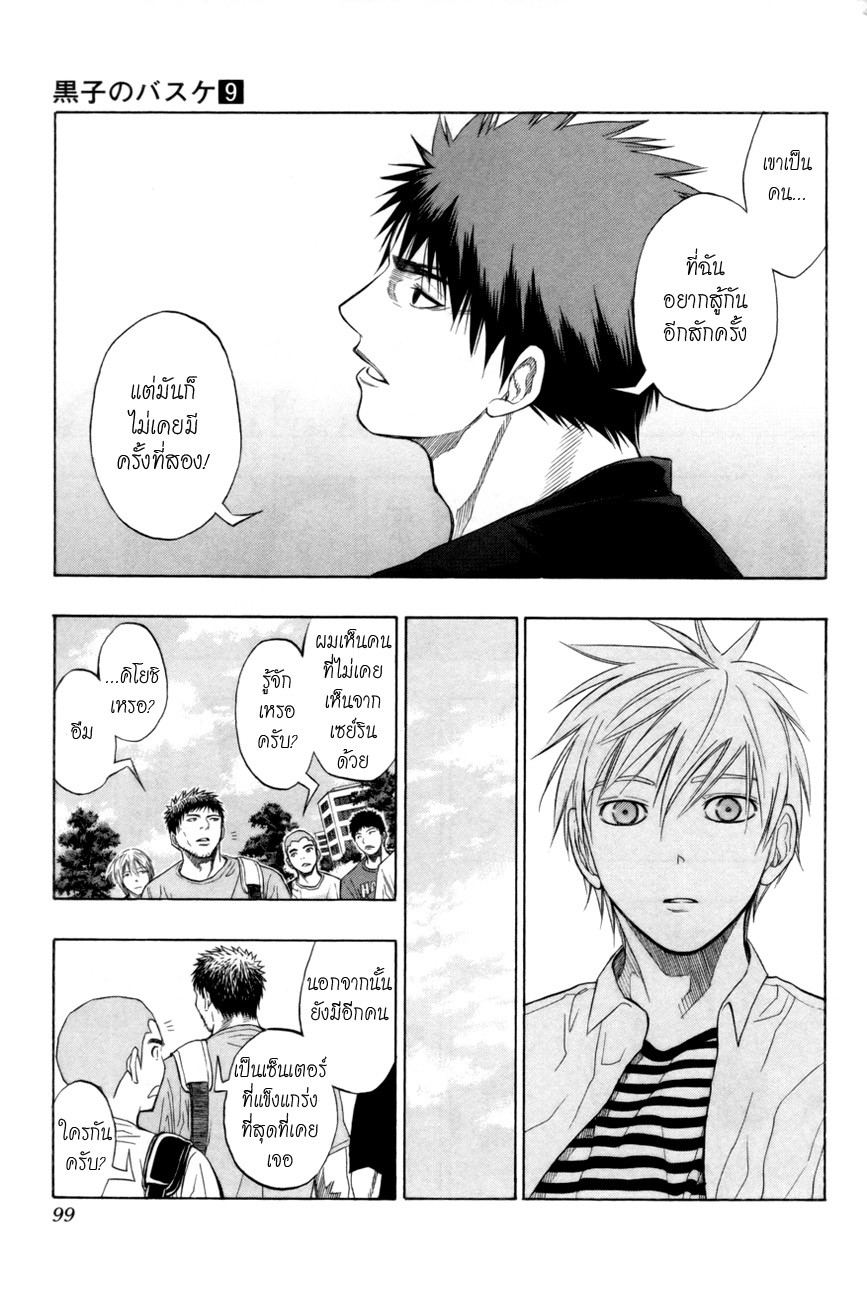 黒子のバスケ 9
เขาเป็น
คน...
ที่ฉัน
อยากสู้กัน
อีกสักครั้ง
แต่มันก็
ไม่เคยมี
ครั้งที่สอง!
ผมเห็นคน
ที่ไม่เคย
เห็นจาก
เซย์ริน
ด้วย
รู้จัก
เหรอ
ครับ?
...คิโยชิ
เหรอ?
อืม
นอกจากนั้น
ยังมีอีกคน
เป็นเซ็นเตอร์
ที่แข็งแกร่ง
ที่สุดที่เคย
เจอ
ใครกัน
ครับ?
99